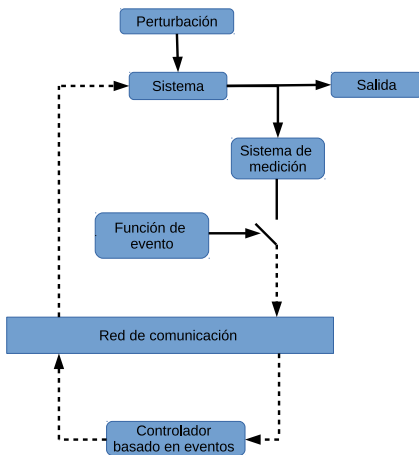 Perturbación
Sistema
Salida
Sistema de
medición
Función de
evento
Red de comunicación
Controlador
basado en eventos